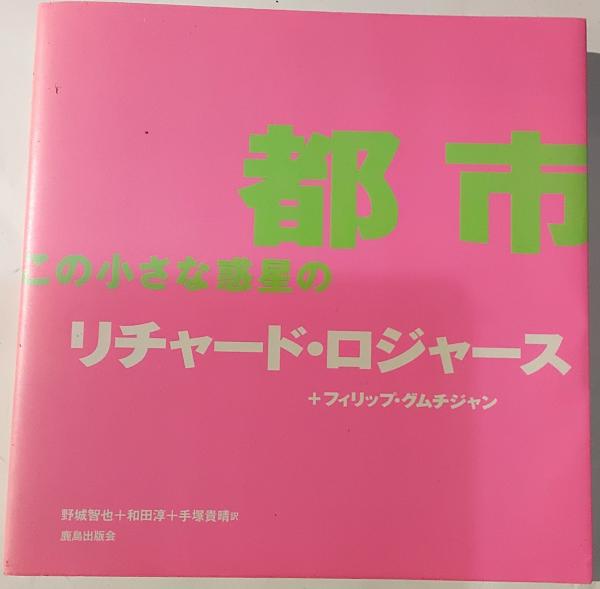 都市
この小さな惑星の
リチャード・ロジャース
+フィリップ・グムチジャン
野城智也+和田淳+手塚貴晴訳
鹿島出版会